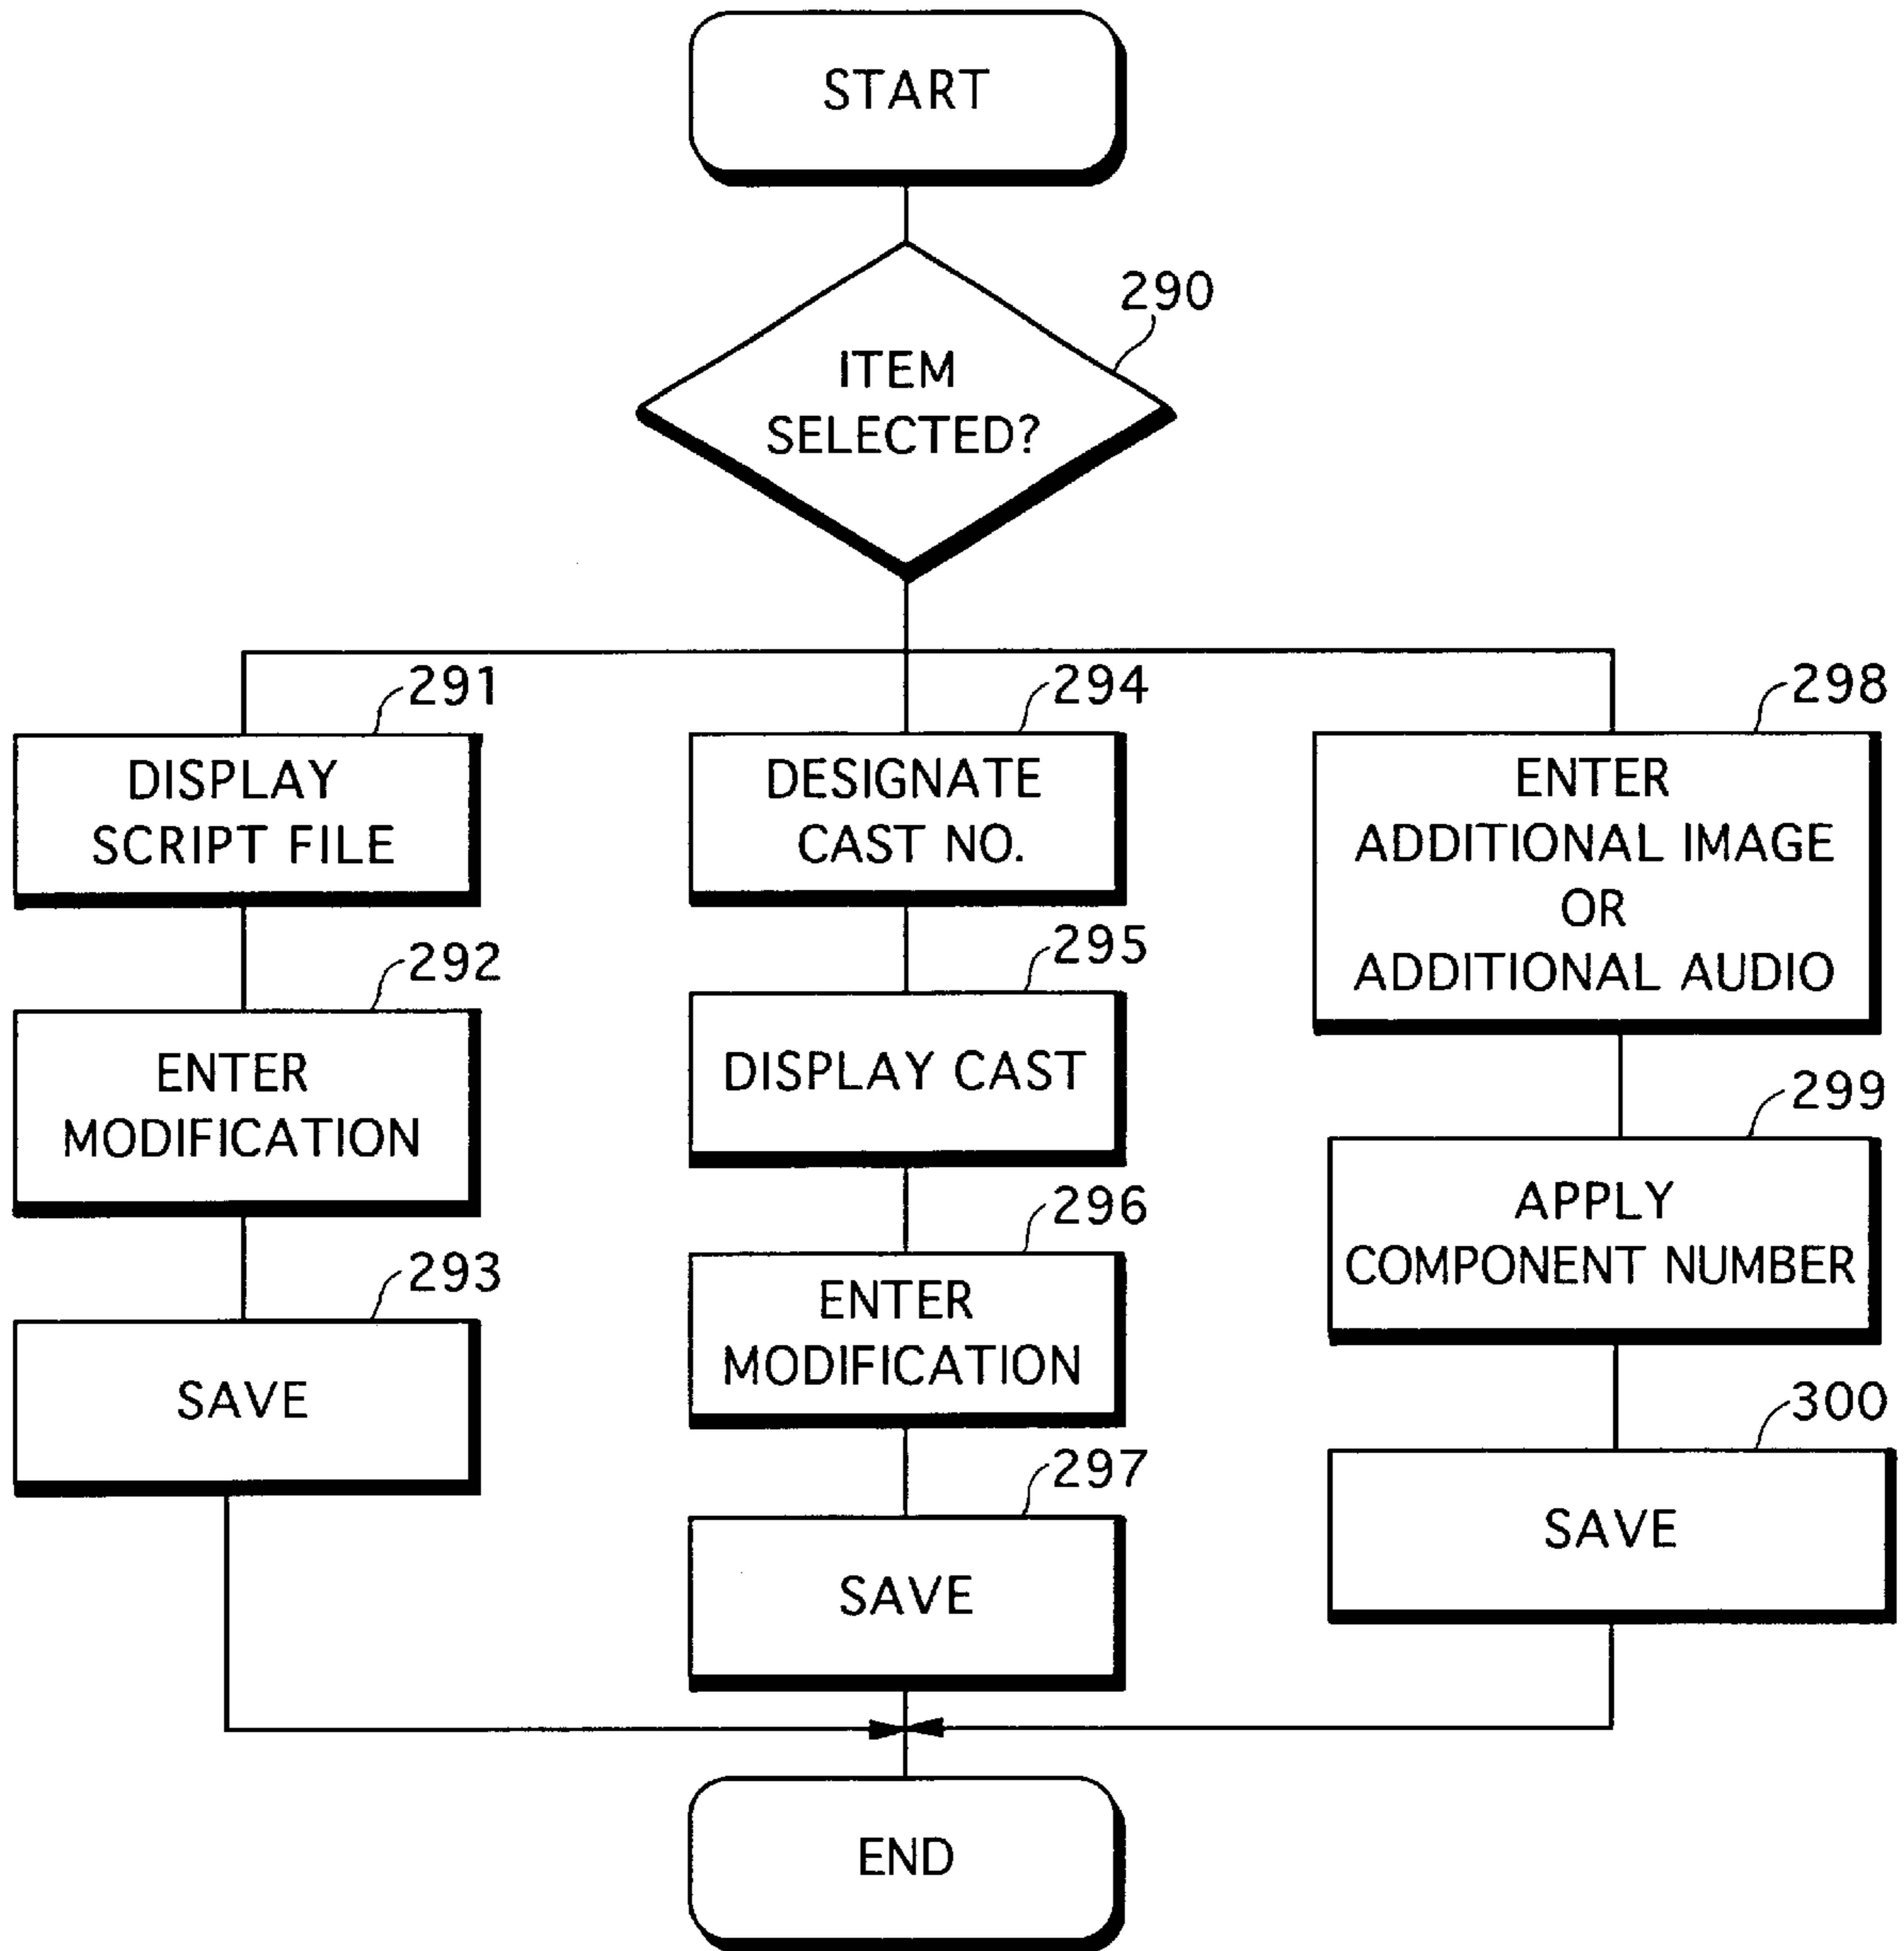 START
290
ITEM
SELECTED?
291
DISPLAY
SCRIPT FILE
292
ENTER
MODIFICATION
293
SAVE
294
DESIGNATE
CAST NO.
295
DISPLAY CAST
296
ENTER
MODIFICATION
297
SAVE
298
ENTER
ADDITIONAL IMAGE
OR
ADDITIONAL AUDIO
299
APPLY
COMPONENT NUMBER
300
SAVE
END